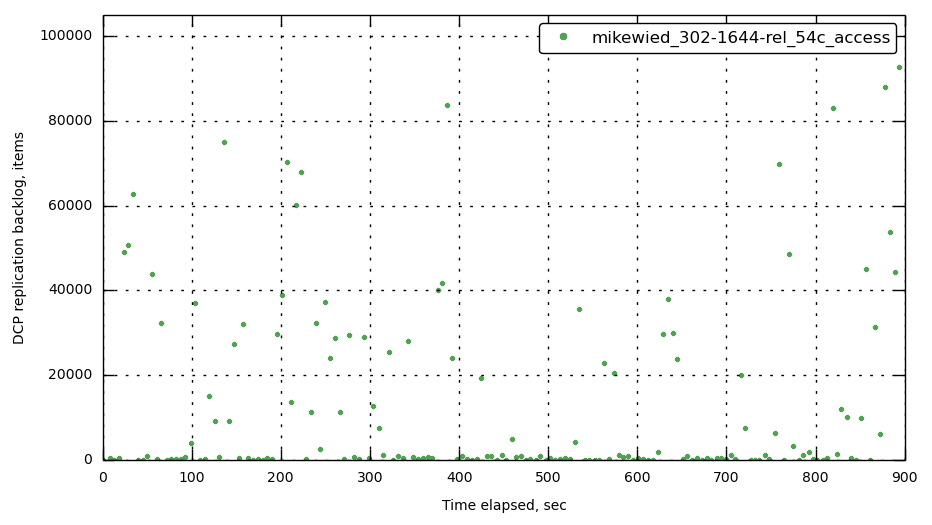 100000
80000
60000
40000
20000
0
DCP replication backlog, items
mikewied_302-1644-rel_54c_access
0 100 200 300 400 500 600 700 800 900
Time elapsed, sec